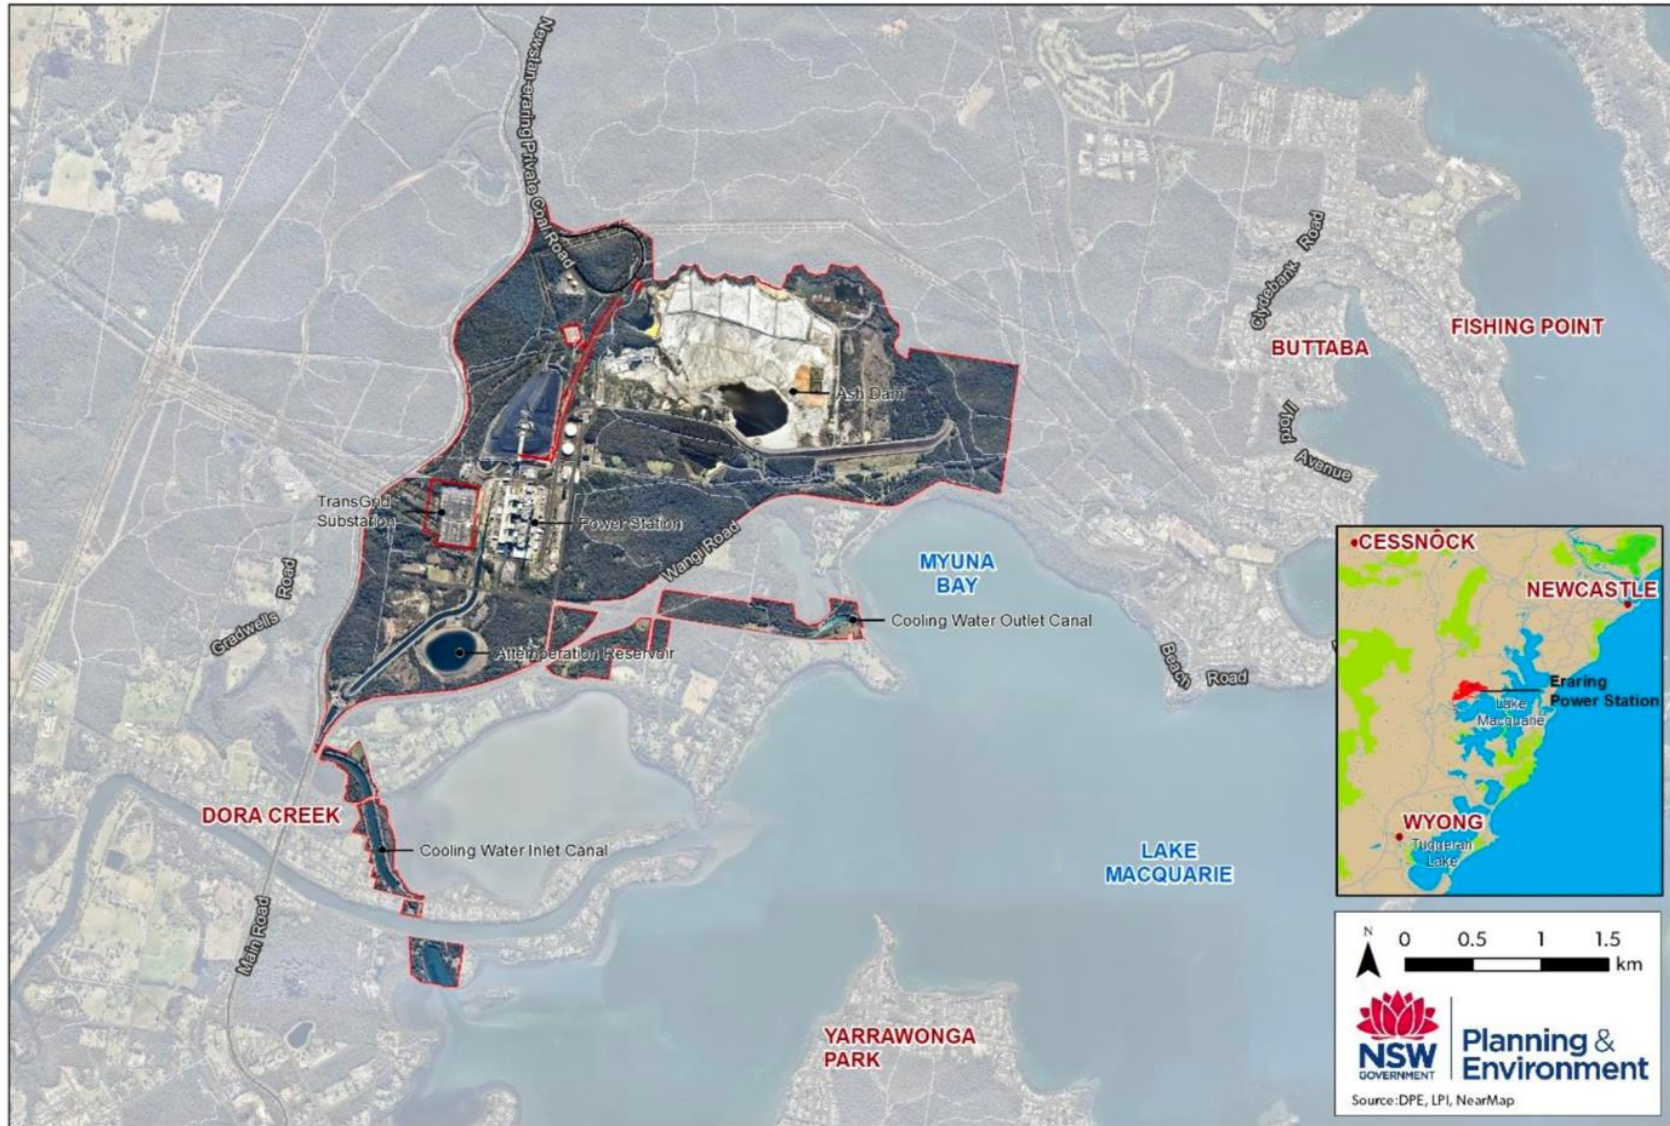 Newstan-eraring Private Coal Road
Clydebank Road
FISHING POINT
BUTTABA
Ash Dam
Ilford
Avenue
TransGrid
Substation
Power Station
Wangi Road
MYUNA
BAY
Gradwells Road
Cooling Water Outlet Canal
Attemperation Reservoir
Beach Road
DORA CREEK
Cooling Water Inlet Canal
LAKE
MACQUARIE
Main Road
YARRAWONGA
PARK
CESSNOCK
NEWCASTLE
Eraring
Power Station
Lake
Macquarie
WYONG
Tuggerah
Lake
N
0 0.5 1 1.5
km
NSW
GOVERNMENT
Planning &
Environment
Source:DPE, LPI, NearMap